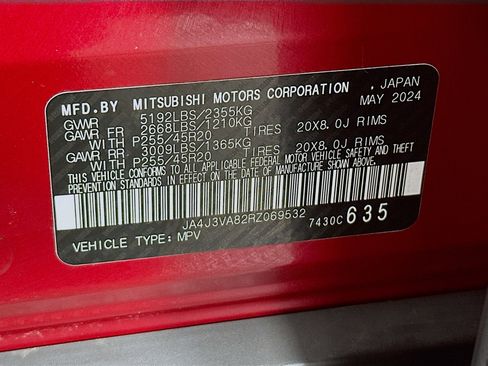 MFD.BY MITSUBISHI MOTORS CORPORATION , JAPAN
GVWR 5192LBS/2355KG MAY 2024
GAWR FR 2668LBS/1210KG
WITH P255/45R20 TIRES 20X8.0J RIMS
GAWR RR 3009LBS/1365KG
WITH P255/45R20 TIRES 20X8.0J RIMS
THIS VEHICLE CONFORMS TO ALL APPLICABLE FEDERAL MOTOR VEHICLE SAFETY AND THEFT
PREVENTION STANDARDS IN EFFECT ON THE DATE OF MANUFACTURE SHOWN ABOVE.
JA4J3VA82RZ069532 7430C 635
VEHICLE TYPE: MPV